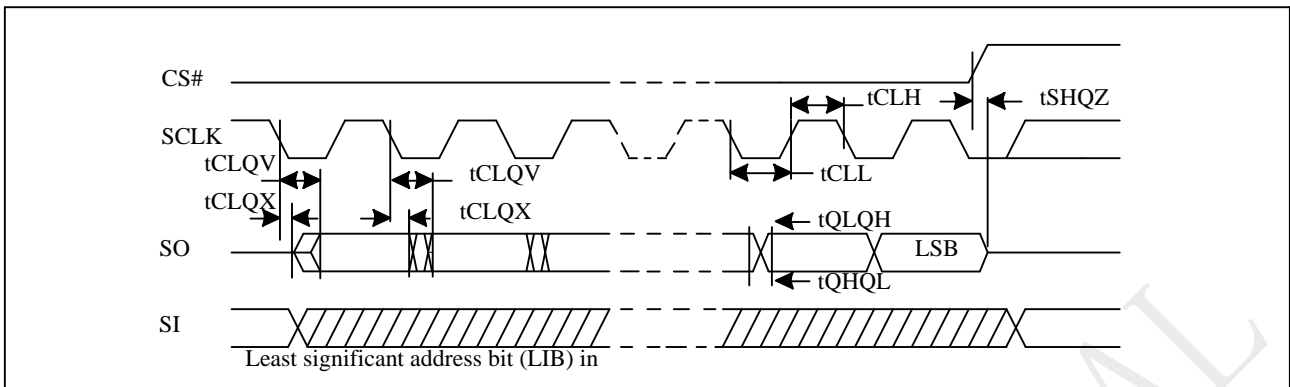 CS#
tCLH
tSHQZ
SCLK
tCLQV
tCLQV
tCLL
tCLQX
tCLQX
tQLQH
SO
LSB
tQHQL
SI
Least significant address bit (LIB) in